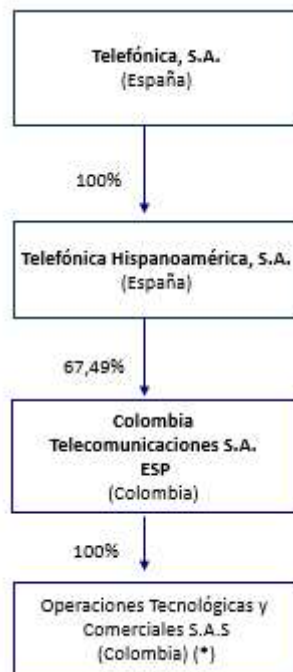 Telefónica, S.A.
(España)
100%
Telefónica Hispanoamérica, S.A.
(España)
67,49%
Colombia
Telecomunicaciones S.A.
ESP
(Colombia)
100%
Operaciones Tecnológicas y
Comerciales S.A.S
(Colombia) (*)